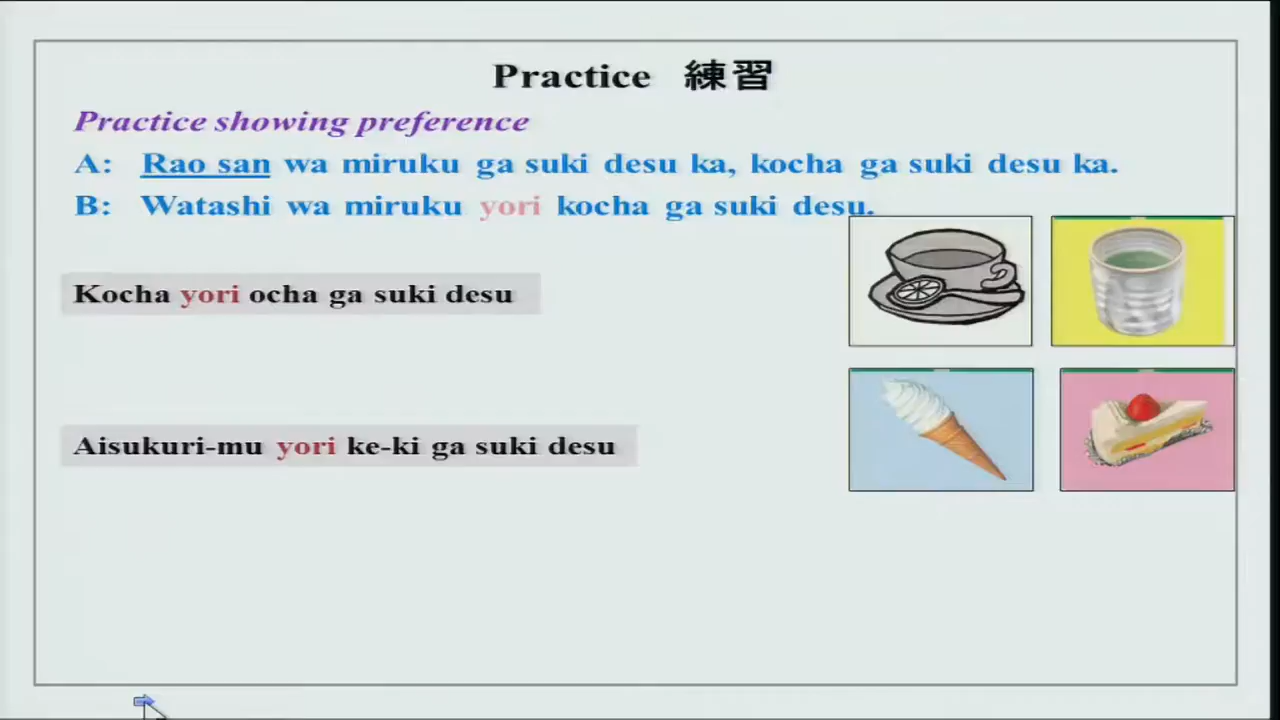 Practice 練習
Practice showing preference
A: Rao san wa miruku ga suki desu ka, kocha ga suki desu ka.
B: Watashi wa miruku yori kocha ga suki desu.
Kocha yori ocha ga suki desu
Aisukuri-mu yori ke-ki ga suki desu